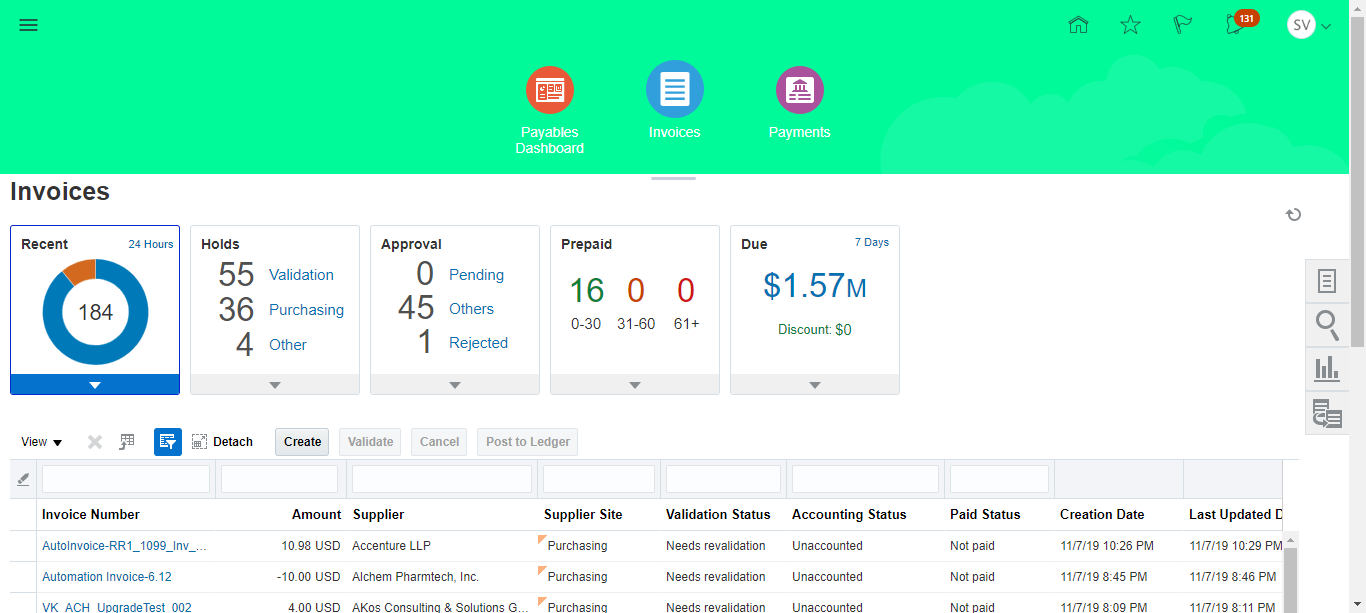 131
SV
Payables
Dashboard
Invoices
Payments
Invoices
Recent 24 Hours
184
Holds
55 Validation
36 Purchasing
4 Other
Approval
0 Pending
45 Others
1 Rejected
Prepaid
16 0 0
0-30 31-60 61+
Due 7 Days
$1.57M
Discount: $0
View Detach Create Validate Cancel Post to Ledger
Invoice Number Amount Supplier Supplier Site Validation Status Accounting Status Paid Status Creation Date Last Updated D
AutoInvoice-RR1_1099_Inv_... 10.98 USD Accenture LLP Purchasing Needs revalidation Unaccounted Not paid 11/7/19 10:26 PM 11/7/19 10:29 PM
Automation Invoice-6.12 -10.00 USD Alchem Pharmtech, Inc. Purchasing Needs revalidation Unaccounted Not paid 11/7/19 8:45 PM 11/7/19 8:46 PM
VK_ACH_UpgradeTest_002 4.00 USD AKos Consulting & Solutions G... Purchasing Needs revalidation Unaccounted Not paid 11/7/19 8:09 PM 11/7/19 8:11 PM